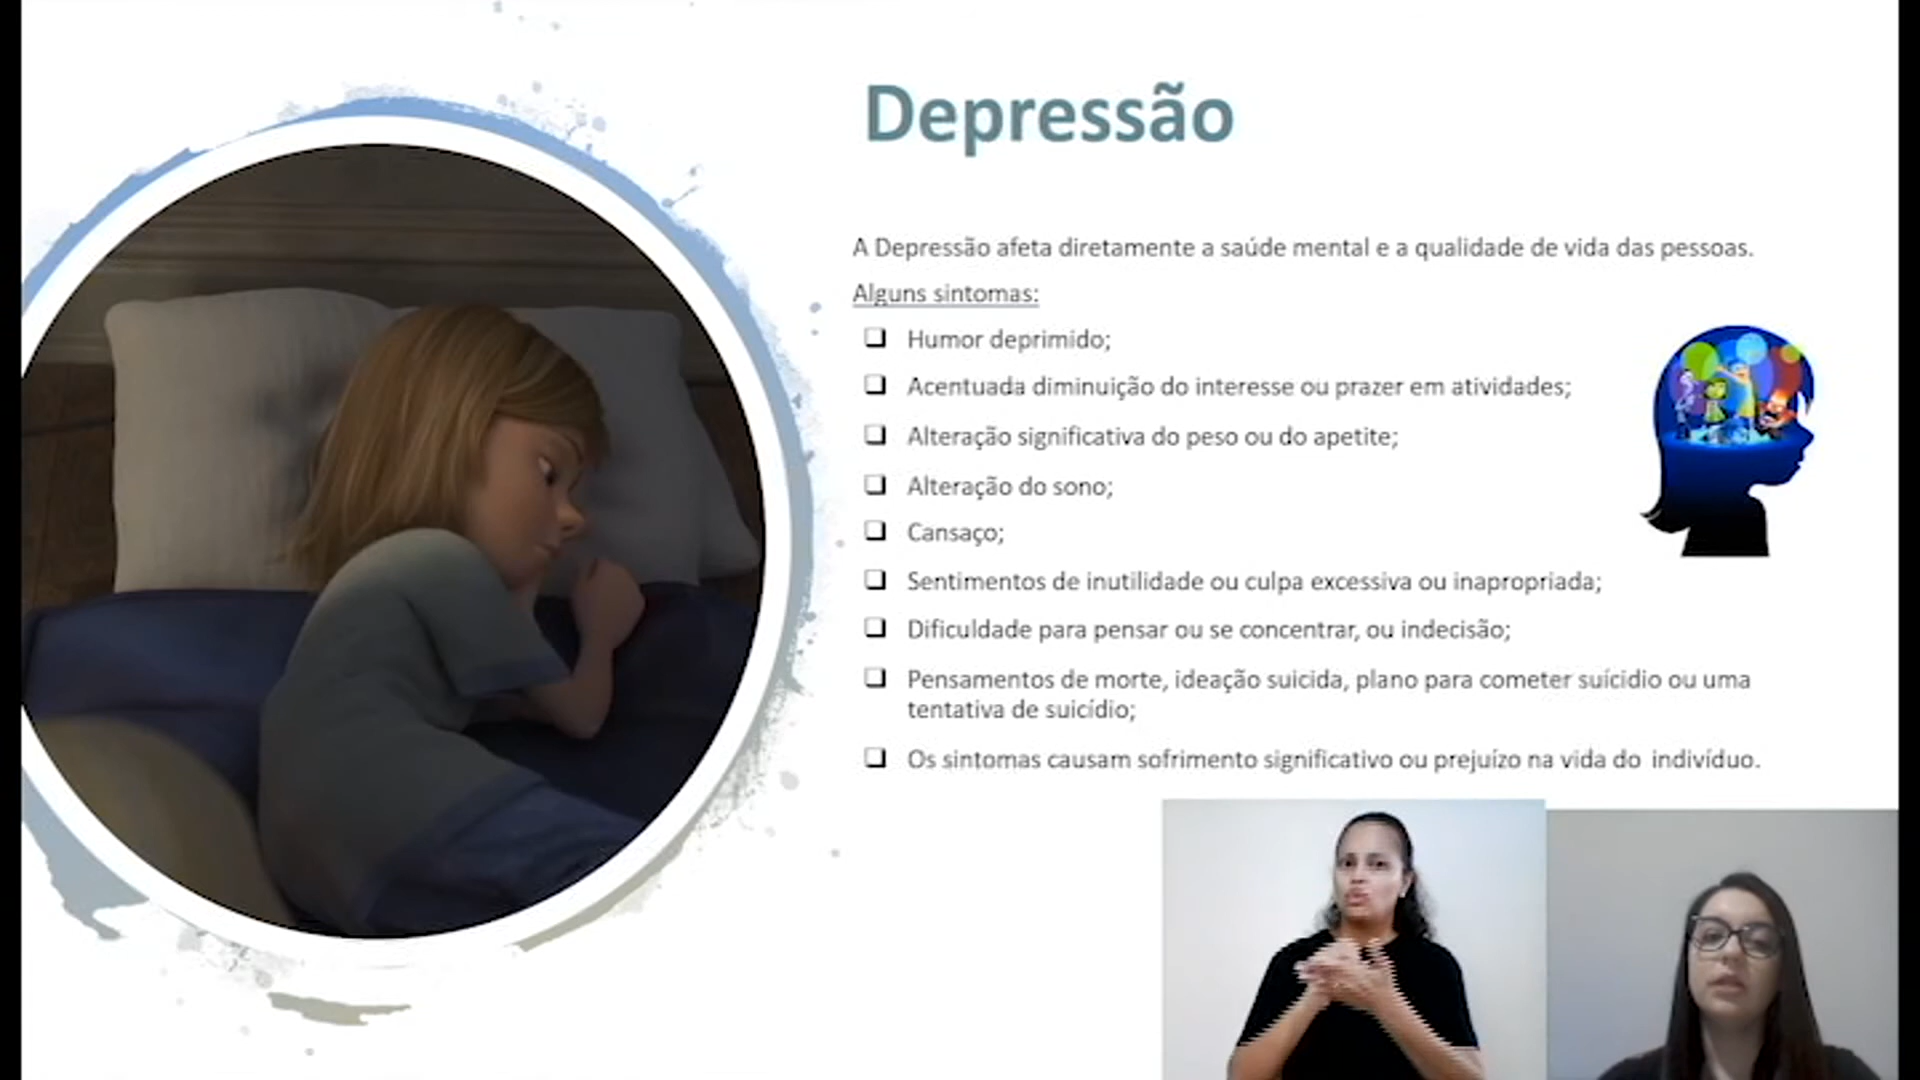 Depressão
A Depressão afeta diretamente a saúde mental e a qualidade de vida das pessoas.
Alguns sintomas:
Humor deprimido;
Acentuada diminuição do interesse ou prazer em atividades;
Alteração significativa do peso ou do apetite;
Alteração do sono;
Cansaço;
Sentimentos de inutilidade ou culpa excessiva ou inapropriada;
Dificuldade para pensar ou se concentrar, ou indecisão;
Pensamentos de morte, ideação suicida, plano para cometer suícidio ou uma
tentativa de suicídio;
Os sintomas causam sofrimento significativo ou prejuízo na vida do indivíduo.